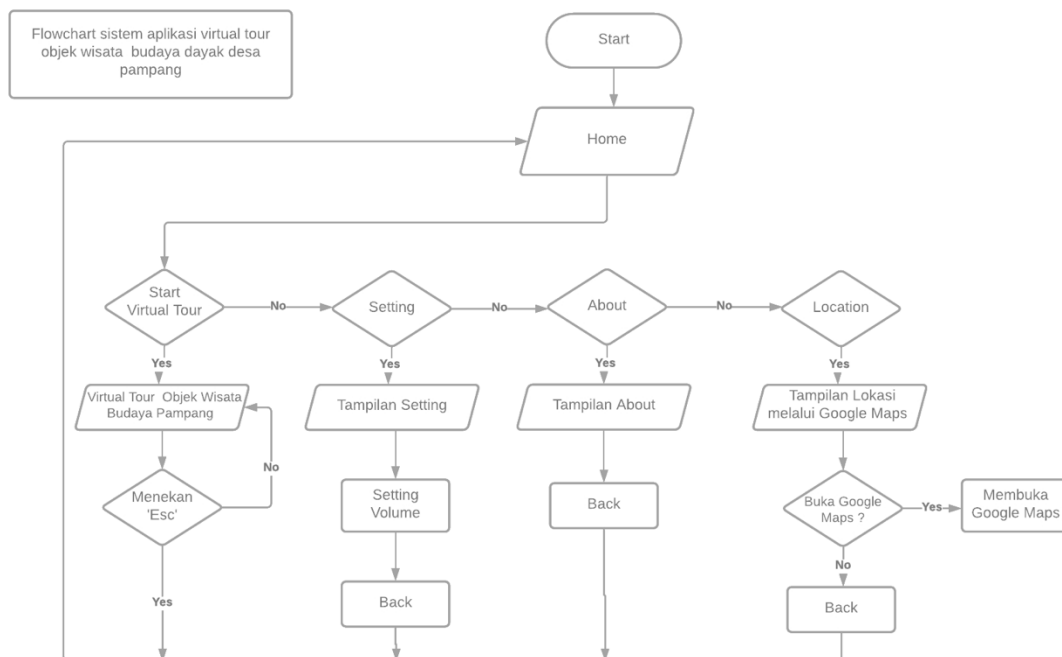 Flowchart sistem aplikasi virtual tour
objek wisata budaya dayak desa
pampang
Start
Home
Start
Virtual Tour
No
Setting
No
About
No
Location
Yes
Yes
Yes
Yes
Virtual Tour Objek Wisata
Budaya Pampang
Tampilan Setting
Tampilan About
Tampilan Lokasi
melalui Google Maps
No
Menekan
'Esc'
Setting
Volume
Back
Buka Google
Maps ?
Yes
Membuka
Google Maps
No
Yes
Back
Back